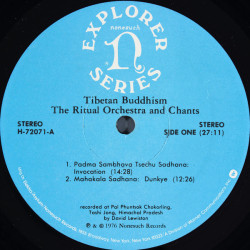 EXPLORER
nonesuch
n
SERIES
Tibetan Buddhism
The Ritual Orchestra and Chants
STEREO
H-72071-A
STEREO
SIDE ONE (27:11)
1. Padma Sambhava Tsechu Sadhana:
Invocation (14:28)
2. Mahakala Sadhana: Dunkye (12:26)
recorded at Pal Phuntsok Chokorling,
Tashi Jong, Himachal Pradesh
by David Lewiston
℗ © 1976 Nonesuch Records